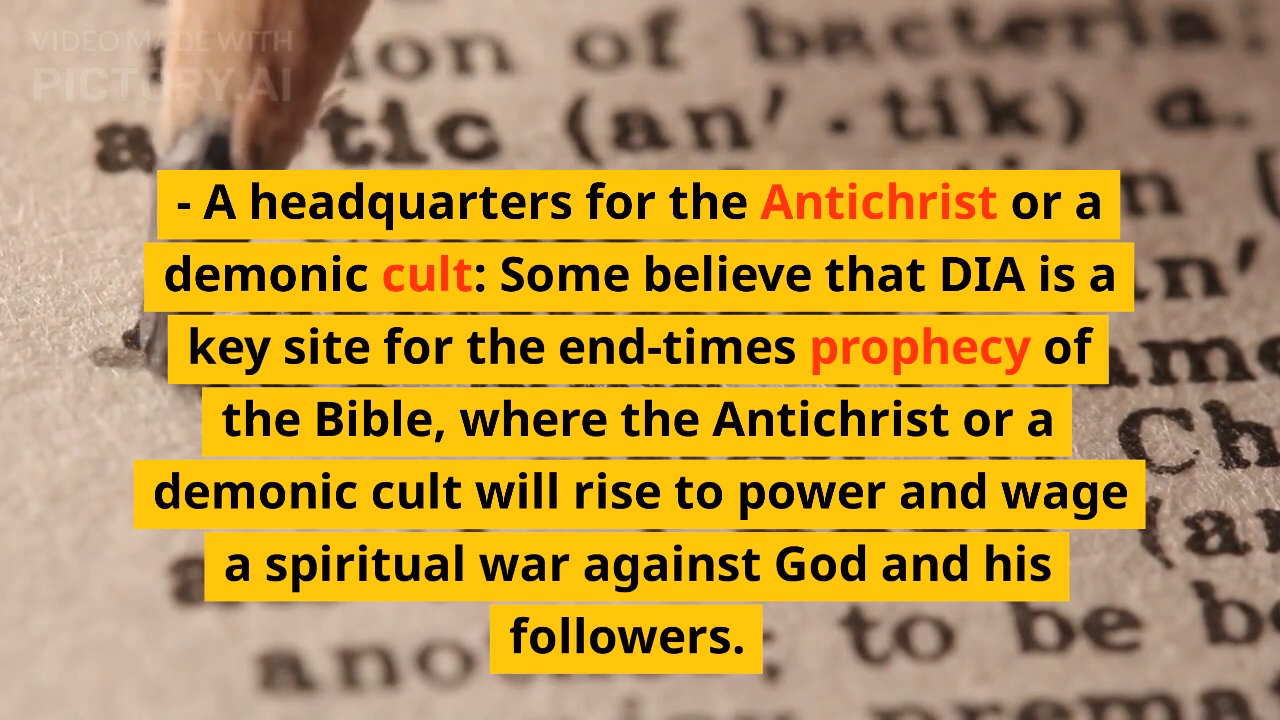 VIDEO MADE WITH
PICTORY.AI
ion of bacteria
tic (an′·tik) a.
- A headquarters for the Antichrist or a
demonic cult: Some believe that DIA is a
key site for the end-times prophecy of
the Bible, where the Antichrist or a
demonic cult will rise to power and wage
a spiritual war against God and his
followers.
to be